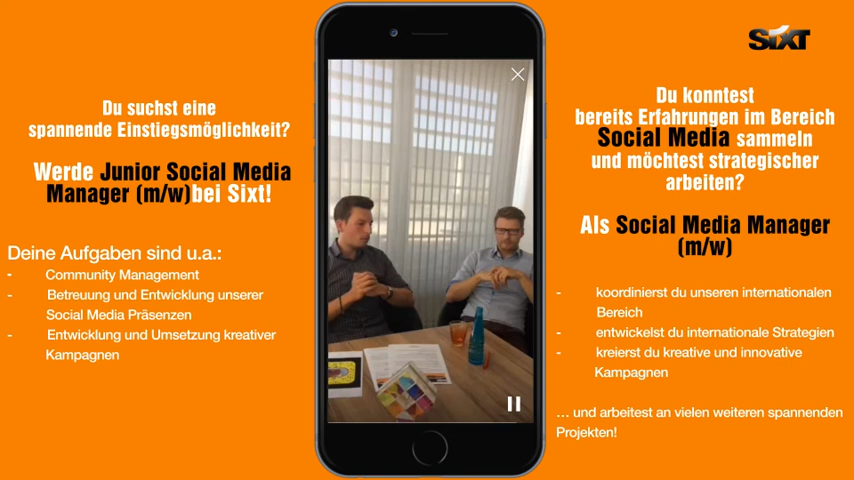 Du suchst eine
spannende Einstiegsmöglichkeit?
Werde Junior Social Media
Manager (m/w)bei Sixt!
Deine Aufgaben sind u.a.:
- Community Management
- Betreuung und Entwicklung unserer
Social Media Präsenzen
- Entwicklung und Umsetzung kreativer
Kampagnen
SIXT
Du konntest
bereits Erfahrungen im Bereich
Social Media sammeln
und möchtest strategischer
arbeiten?
Als Social Media Manager
(m/w)
- koordinierst du unseren internationalen
Bereich
- entwickelst du internationale Strategien
- kreierst du kreative und innovative
Kampagnen
… und arbeitest an vielen weiteren spannenden
Projekten!